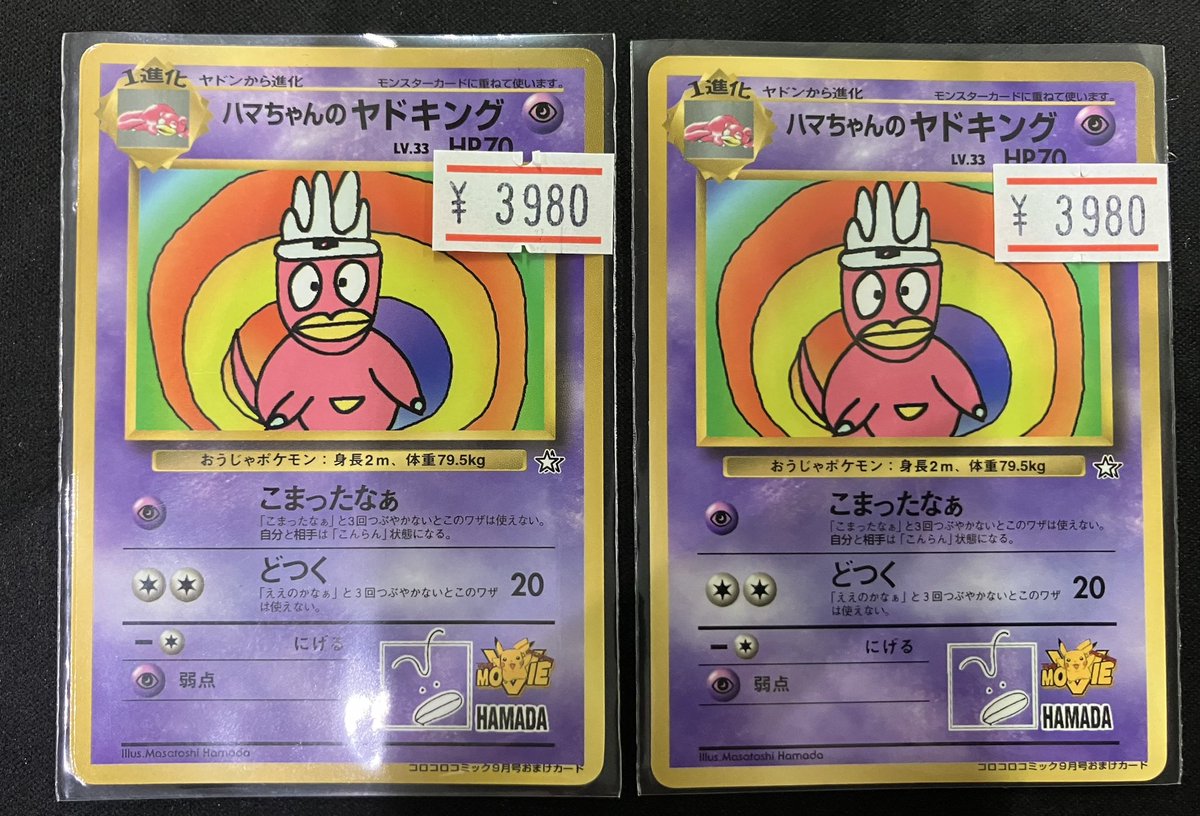 1進化
ヤドンから進化
モンスターカードに重ねて使います。
ハマちゃんのヤドキング
LV.33 HP70
¥ 3980
おうじゃポケモン：身長2m、体重79.5kg
こまったなぁ
「こまったなぁ」と3回つぶやかないとこのワザは使えない。
自分と相手は「こんらん」状態になる。
どつく 20
「ええのかなぁ」と3回つぶやかないとこのワザ
は使えない。
にげる
弱点
MOVIE
HAMADA
Illus.Masatoshi Hamada
コロコロコミック9月号おまけカード
1進化
ヤドンから進化
モンスターカードに重ねて使います。
ハマちゃんのヤドキング
LV.33 HP70
¥ 3980
おうじゃポケモン：身長2m、体重79.5kg
こまったなぁ
「こまったなぁ」と3回つぶやかないとこのワザは使えない。
自分と相手は「こんらん」状態になる。
どつく 20
「ええのかなぁ」と3回つぶやかないとこのワザ
は使えない。
にげる
弱点
MOVIE
HAMADA
Illus.Masatoshi Hamada
コロコロコミック9月号おまけカード